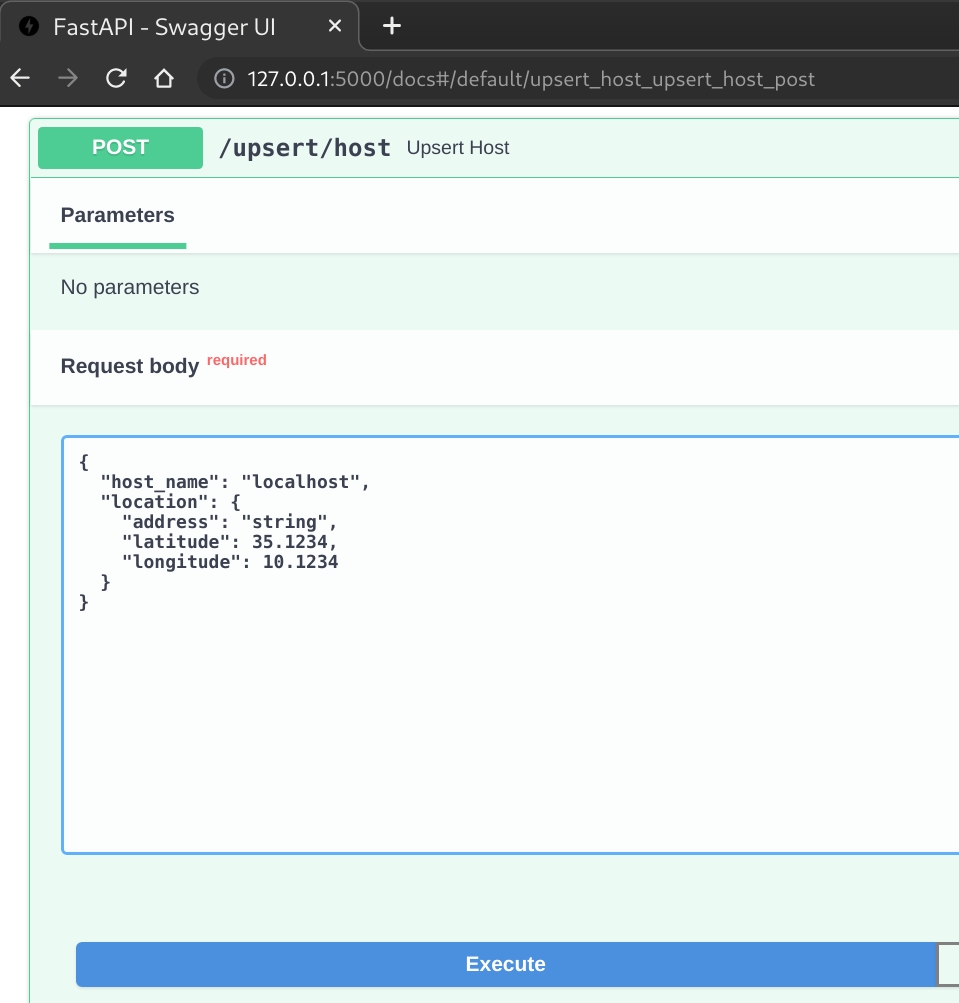 FastAPI - Swagger UI
127.0.0.1:5000/docs#/default/upsert_host_upsert_host_post
POST /upsert/host Upsert Host
Parameters
No parameters
Request body required
{
  "host_name": "localhost",
  "location": {
    "address": "string",
    "latitude": 35.1234,
    "longitude": 10.1234
  }
}
Execute